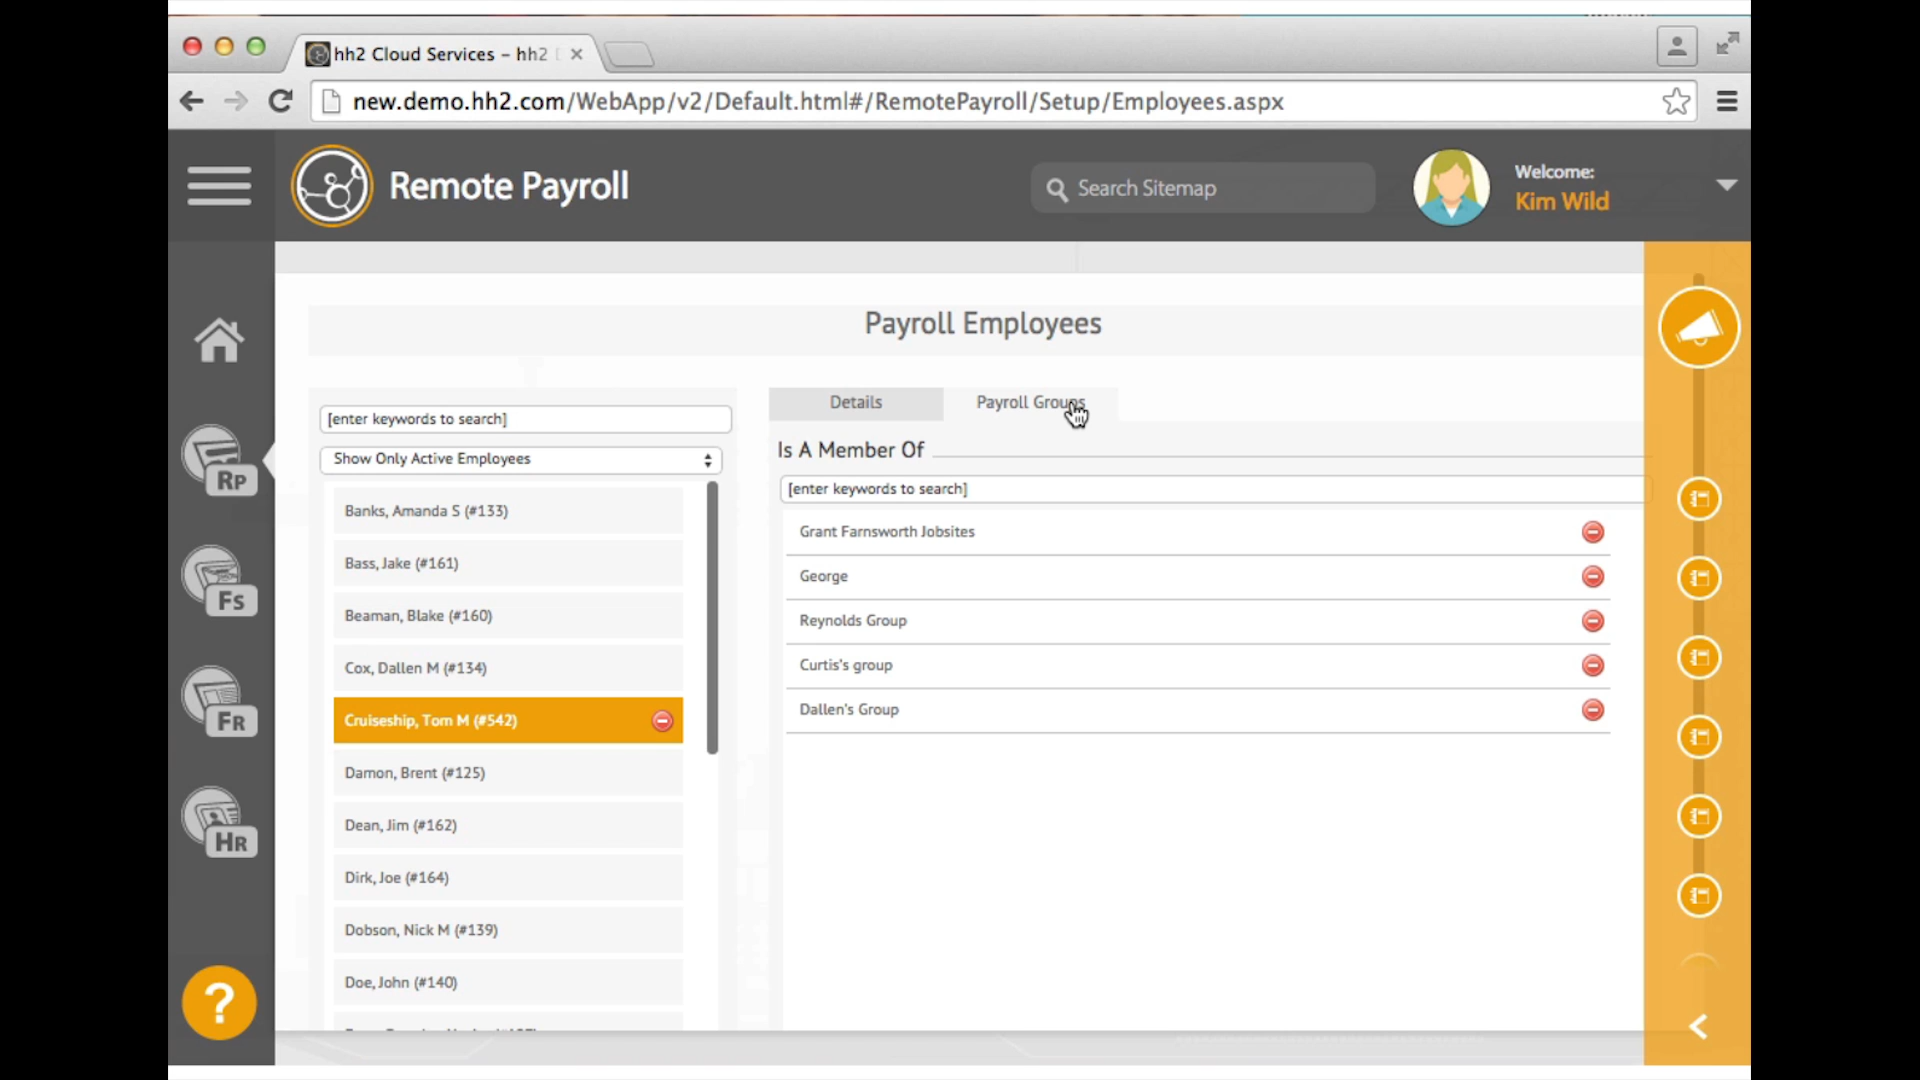 hh2 Cloud Services – hh2
new.demo.hh2.com/WebApp/v2/Default.html#/RemotePayroll/Setup/Employees.aspx
Remote Payroll
Search Sitemap
Welcome:
Kim Wild
Payroll Employees
[enter keywords to search]
Show Only Active Employees
Banks, Amanda S (#133)
Bass, Jake (#161)
Beaman, Blake (#160)
Cox, Dallen M (#134)
Cruiseship, Tom M (#542)
Damon, Brent (#125)
Dean, Jim (#162)
Dirk, Joe (#164)
Dobson, Nick M (#139)
Doe, John (#140)
Details
Payroll Groups
Is A Member Of
[enter keywords to search]
Grant Farnsworth Jobsites
George
Reynolds Group
Curtis's group
Dallen's Group
Rp
Fs
FR
HR
?